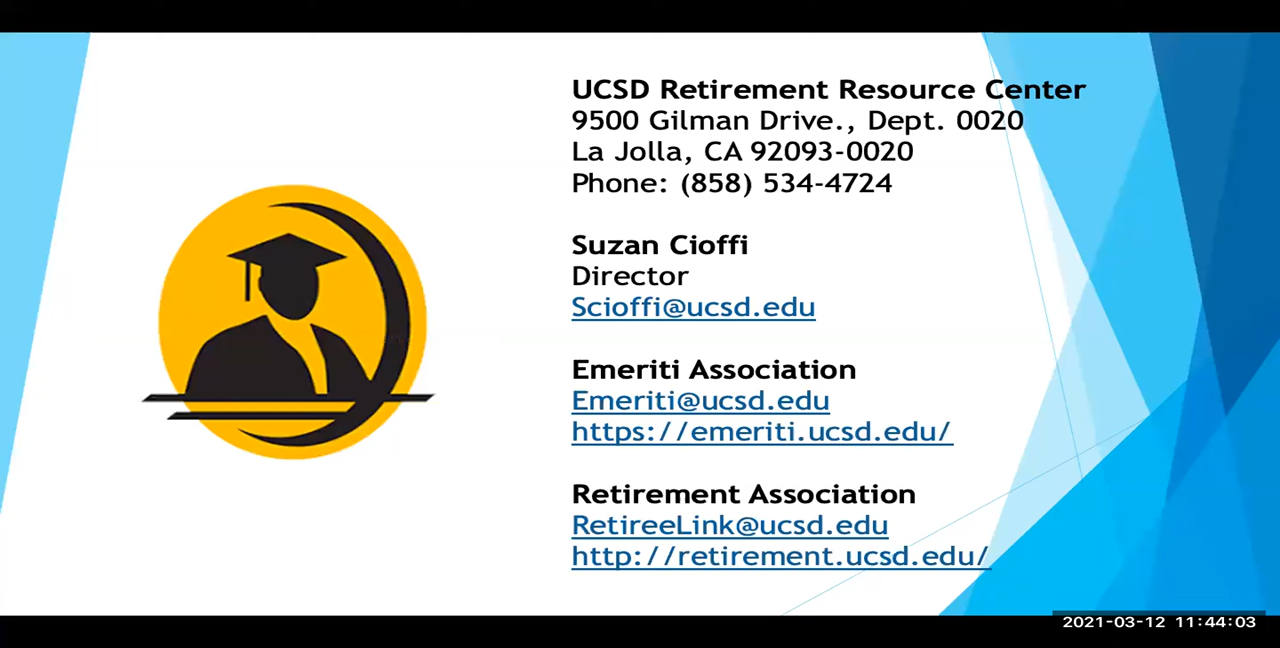 UCSD Retirement Resource Center
9500 Gilman Drive., Dept. 0020
La Jolla, CA 92093-0020
Phone: (858) 534-4724
Suzan Cioffi
Director
Scioffi@ucsd.edu
Emeriti Association
Emeriti@ucsd.edu
https://emeriti.ucsd.edu/
Retirement Association
RetireeLink@ucsd.edu
http://retirement.ucsd.edu/
2021-03-12 11:44:03